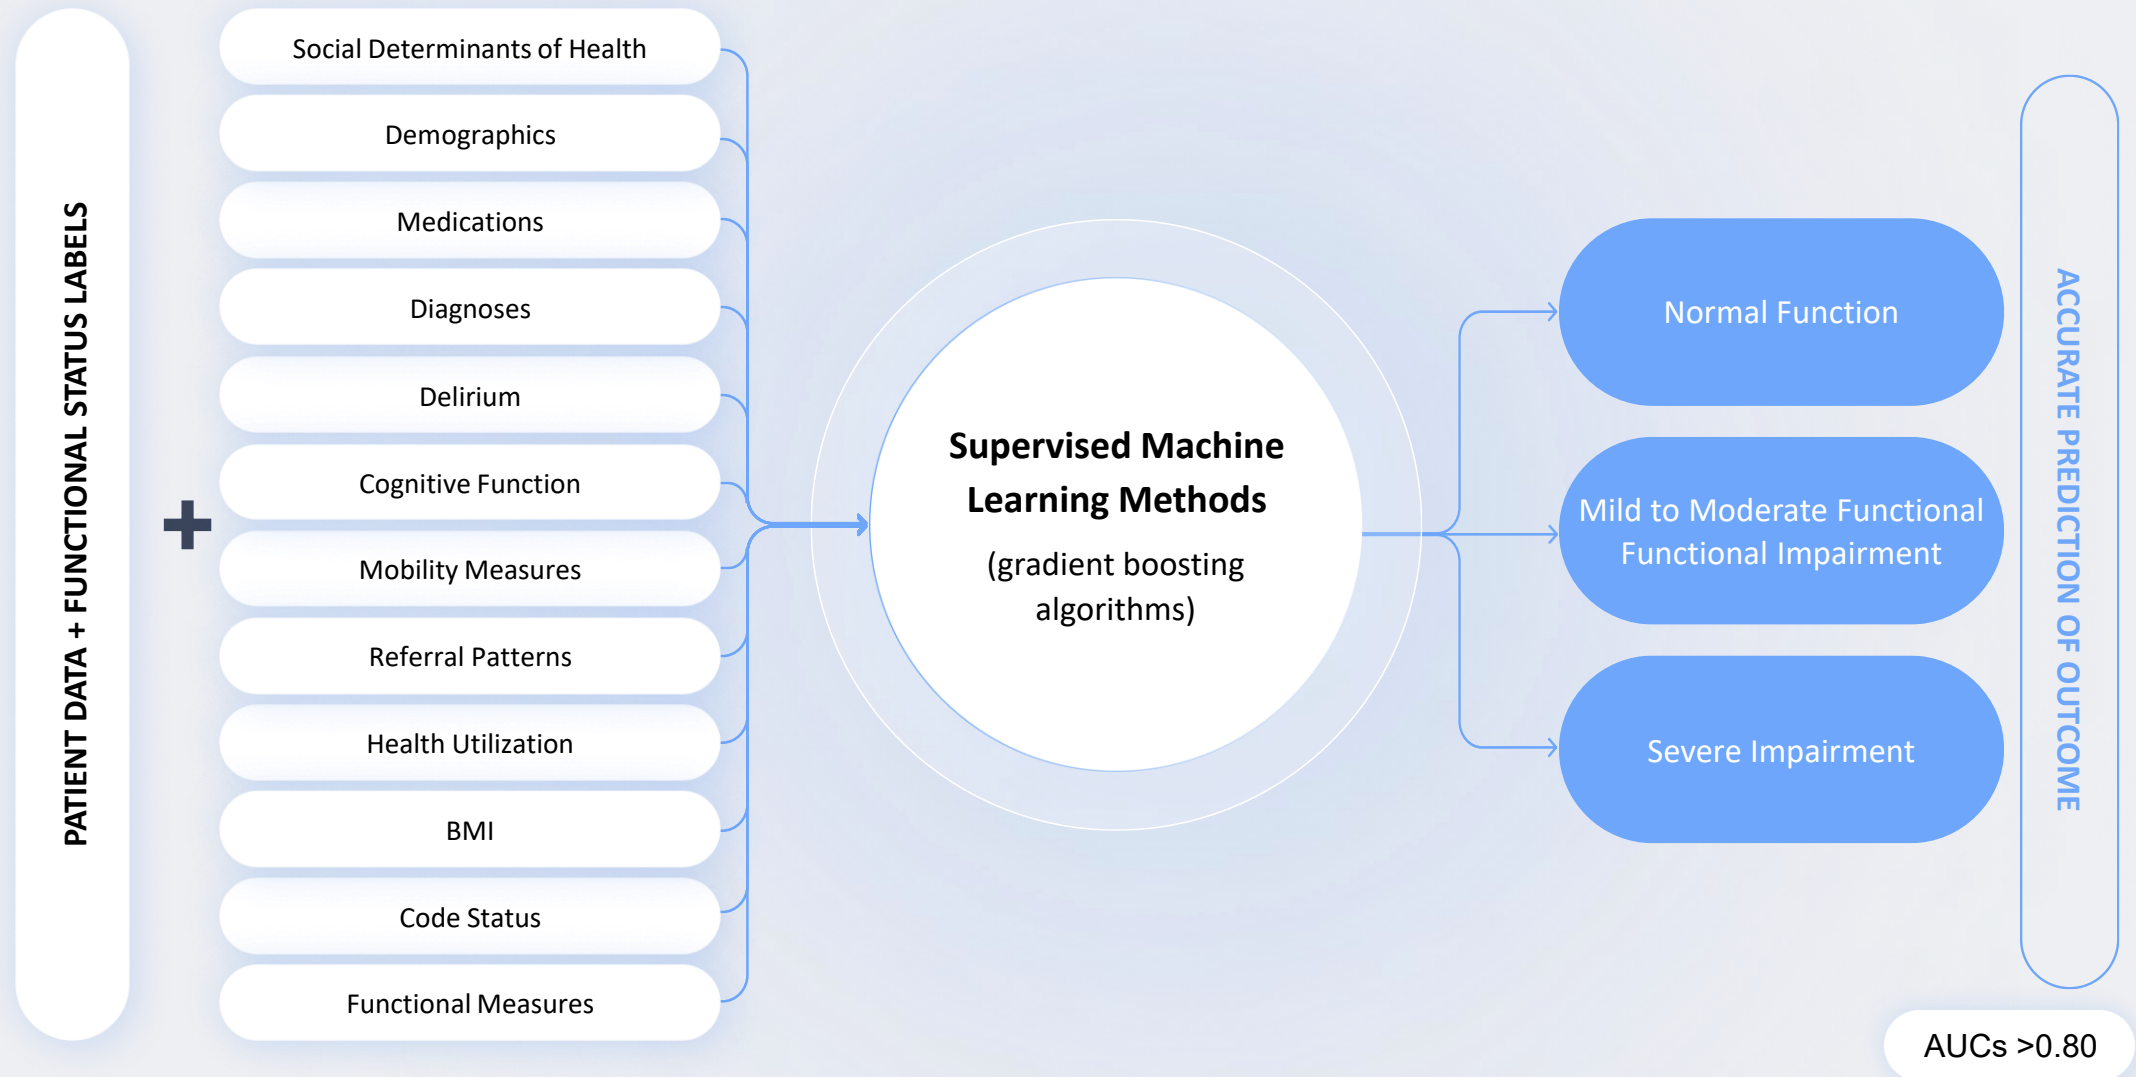 PATIENT DATA + FUNCTIONAL STATUS LABELS
+
Social Determinants of Health
Demographics
Medications
Diagnoses
Delirium
Cognitive Function
Mobility Measures
Referral Patterns
Health Utilization
BMI
Code Status
Functional Measures
Supervised Machine
Learning Methods
(gradient boosting
algorithms)
Normal Function
Mild to Moderate Functional
Functional Impairment
Severe Impairment
ACCURATE PREDICTION OF OUTCOME
AUCs >0.80